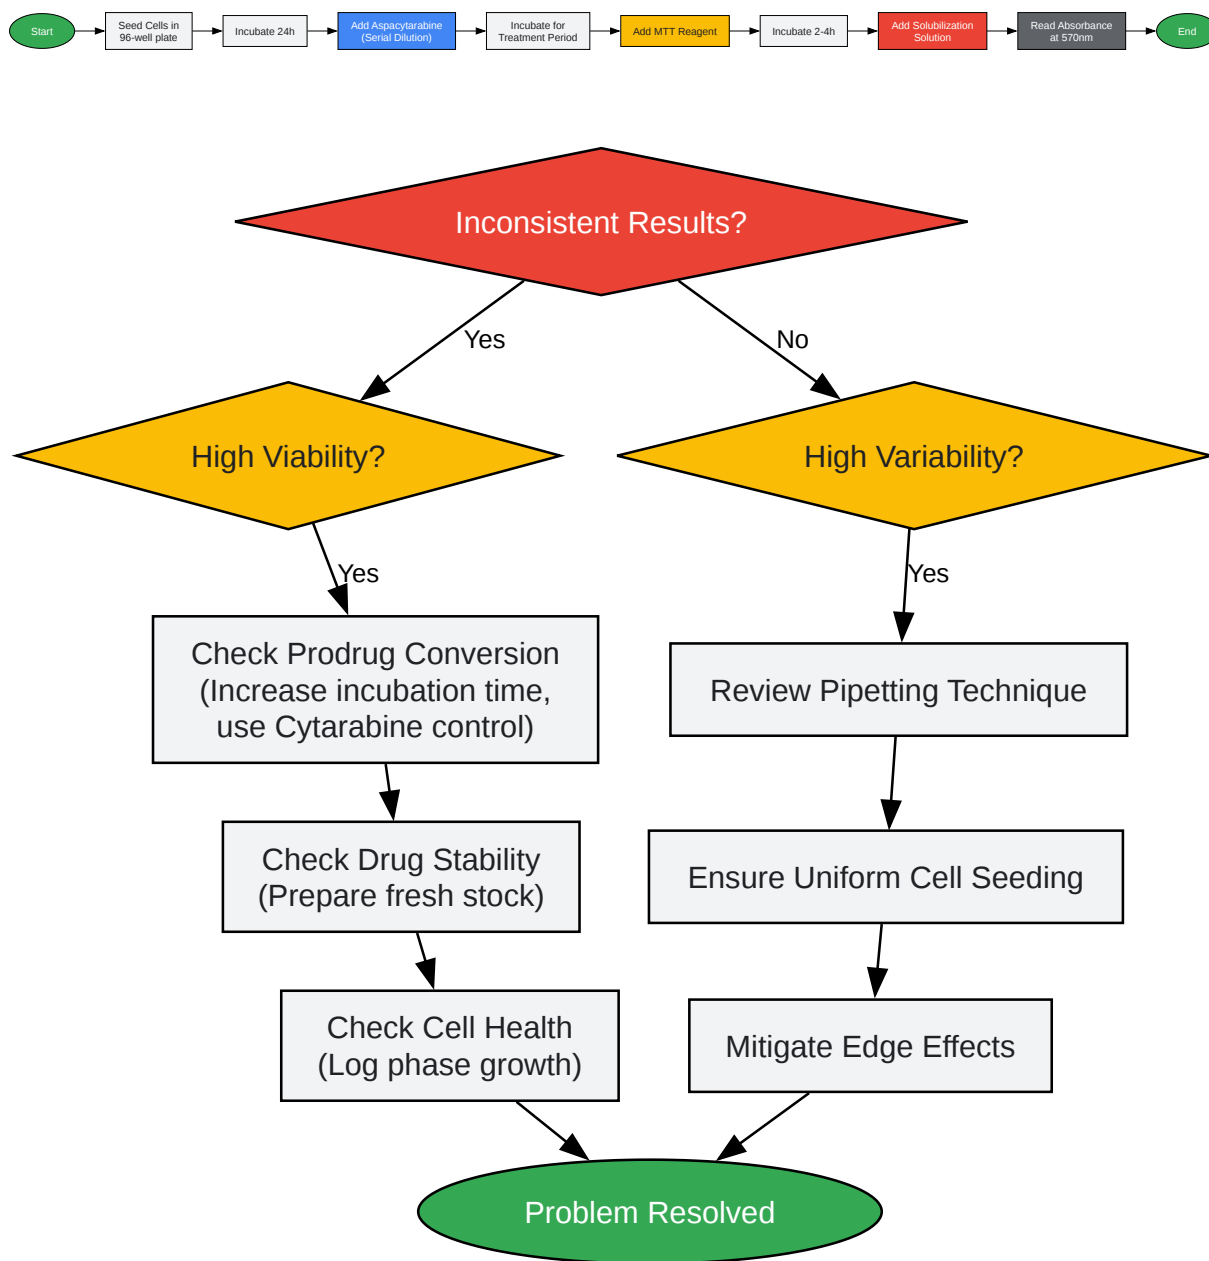 Start
Seed Cells in
96-well plate
Incubate 24h
Add Aspacytarabine
(Serial Dilution)
Incubate for
Treatment Period
Add MTT Reagent
Incubate 2-4h
Add Solubilization
Solution
Read Absorbance
at 570nm
End
Inconsistent Results?
Yes
No
High Viability?
High Variability?
Yes
Yes
Check Prodrug Conversion
(Increase incubation time,
use Cytarabine control)
Review Pipetting Technique
Check Drug Stability
(Prepare fresh stock)
Ensure Uniform Cell Seeding
Check Cell Health
(Log phase growth)
Mitigate Edge Effects
Problem Resolved